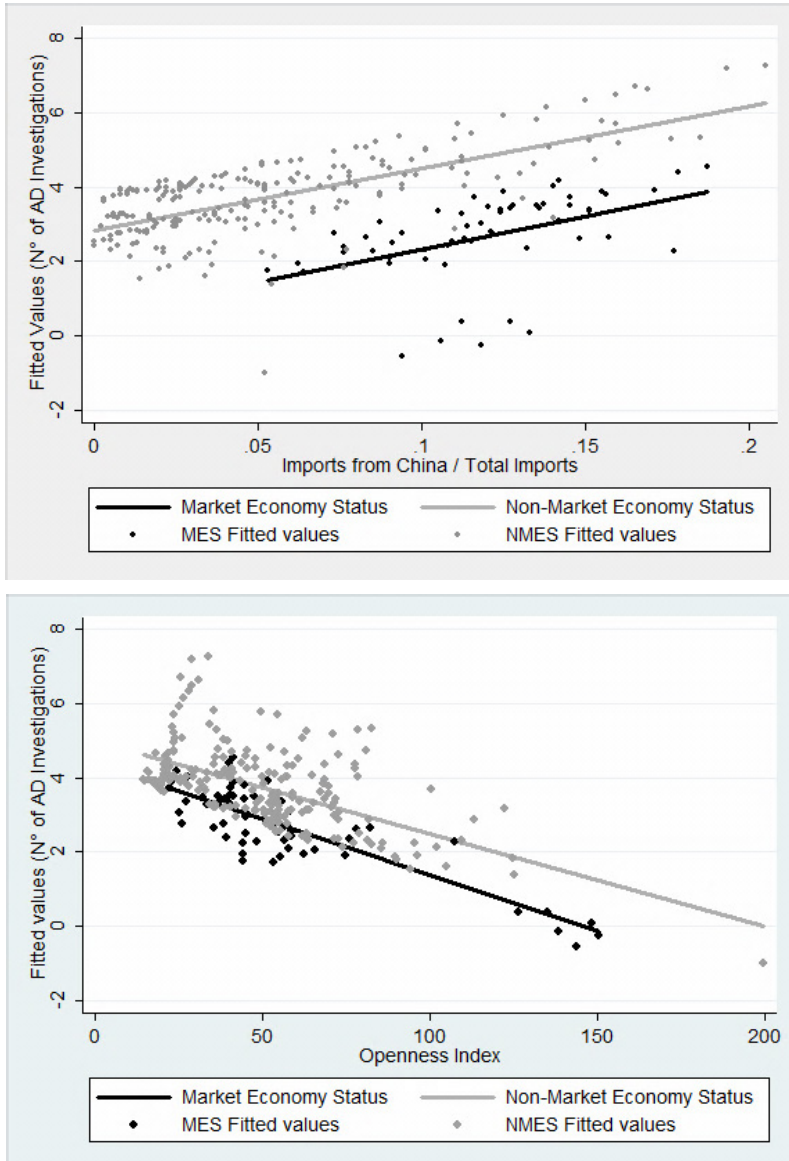 Fitted Values (N° of AD Investigations)
8
6
4
2
0
-2
0 .05 .1 .15 .2
Imports from China / Total Imports
Market Economy Status Non-Market Economy Status
MES Fitted values NMES Fitted values
Fitted values (N° of AD Investigations)
8
6
4
2
0
-2
0 50 100 150 200
Openness Index
Market Economy Status Non-Market Economy Status
MES Fitted values NMES Fitted values